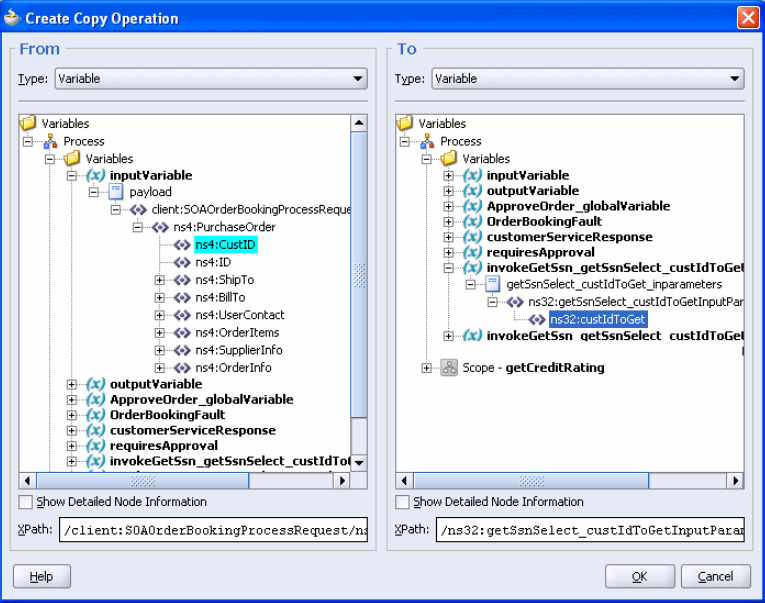 Create Copy Operation
From
Type: Variable
Variables
Process
Variables
inputVariable
payload
client:SOAOrderBookingProcessReque
ns4:PurchaseOrder
ns4:CustID
ns4:ID
ns4:ShipTo
ns4:BillTo
ns4:UserContact
ns4:OrderItems
ns4:SupplierInfo
ns4:OrderInfo
outputVariable
ApproveOrder_globalVariable
OrderBookingFault
customerServiceResponse
requiresApproval
invokeGetSsn_getSsnSelect_custIdTo
Show Detailed Node Information
XPath: /client:SOAOrderBookingProcessRequest/ns
To
Type: Variable
Variables
Process
Variables
inputVariable
outputVariable
ApproveOrder_globalVariable
OrderBookingFault
customerServiceResponse
requiresApproval
invokeGetSsn_getSsnSelect_custIdToGet
getSsnSelect_custIdToGet_inparameters
ns32:getSsnSelect_custIdToGetInputPar
ns32:custIdToGet
invokeGetSsn_getSsnSelect_custIdToGet
Scope - getCreditRating
Show Detailed Node Information
XPath: /ns32:getSsnSelect_custIdToGetInputParam
Help
OK
Cancel